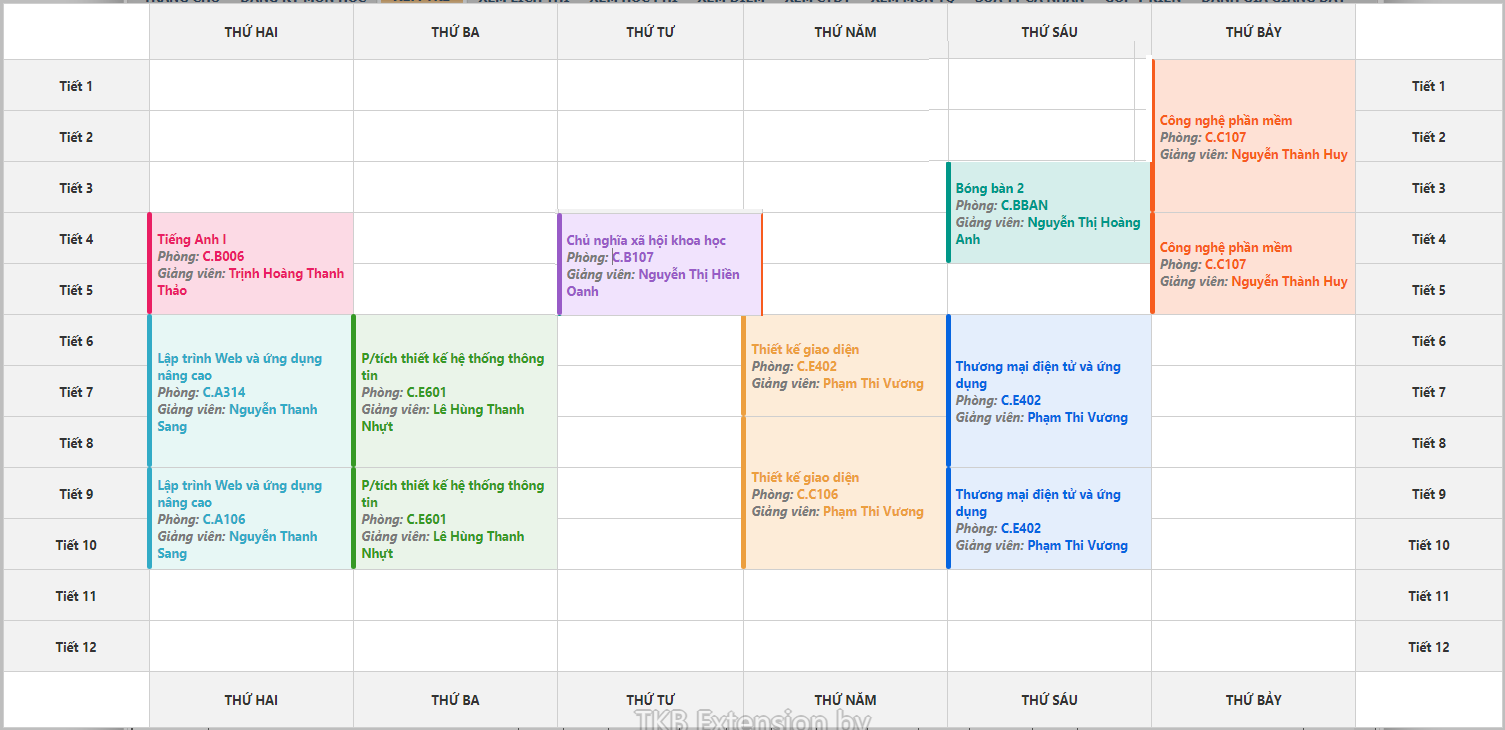 THỨ HAI THỨ BA THỨ TƯ THỨ NĂM THỨ SÁU THỨ BẢY
Tiết 1 Tiết 1
Công nghệ phần mềm
Phòng: C.C107
Giảng viên: Nguyễn Thành Huy
Tiết 2 Tiết 2
Tiết 3 Tiết 3
Bóng bàn 2
Phòng: C.BBAN
Giảng viên: Nguyễn Thị Hoàng
Anh
Tiết 4 Tiết 4
Tiếng Anh I
Phòng: C.B006
Giảng viên: Trịnh Hoàng Thanh
Thảo
Chủ nghĩa xã hội khoa học
Phòng: C.B107
Giảng viên: Nguyễn Thị Hiền
Oanh
Công nghệ phần mềm
Phòng: C.C107
Giảng viên: Nguyễn Thành Huy
Tiết 5 Tiết 5
Tiết 6 Tiết 6
Lập trình Web và ứng dụng
nâng cao
Phòng: C.A314
Giảng viên: Nguyễn Thanh
Sang
P/tích thiết kế hệ thống thông
tin
Phòng: C.E601
Giảng viên: Lê Hùng Thanh
Nhựt
Thiết kế giao diện
Phòng: C.E402
Giảng viên: Phạm Thi Vương
Thương mại điện tử và ứng
dụng
Phòng: C.E402
Giảng viên: Phạm Thi Vương
Tiết 7 Tiết 7
Tiết 8 Tiết 8
Tiết 9 Tiết 9
Lập trình Web và ứng dụng
nâng cao
Phòng: C.A106
Giảng viên: Nguyễn Thanh
Sang
P/tích thiết kế hệ thống thông
tin
Phòng: C.E601
Giảng viên: Lê Hùng Thanh
Nhựt
Thiết kế giao diện
Phòng: C.C106
Giảng viên: Phạm Thi Vương
Thương mại điện tử và ứng
dụng
Phòng: C.E402
Giảng viên: Phạm Thi Vương
Tiết 10 Tiết 10
Tiết 11 Tiết 11
Tiết 12 Tiết 12
THỨ HAI THỨ BA THỨ TƯ THỨ NĂM THỨ SÁU THỨ BẢY
TKB Extension by